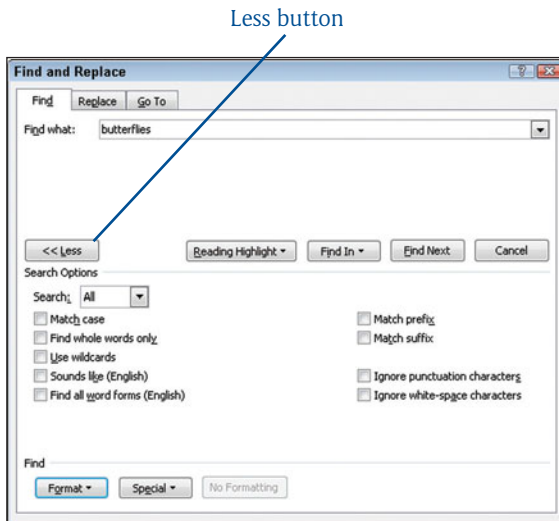 Less button
Find and Replace
Find Replace Go To
Find what: butterflies
<< Less Reading Highlight Find In Find Next Cancel
Search Options
Search: All
Match case Match prefix
Find whole words only Match suffix
Use wildcards
Sounds like (English) Ignore punctuation characters
Find all word forms (English) Ignore white-space characters
Find
Format Special No Formatting